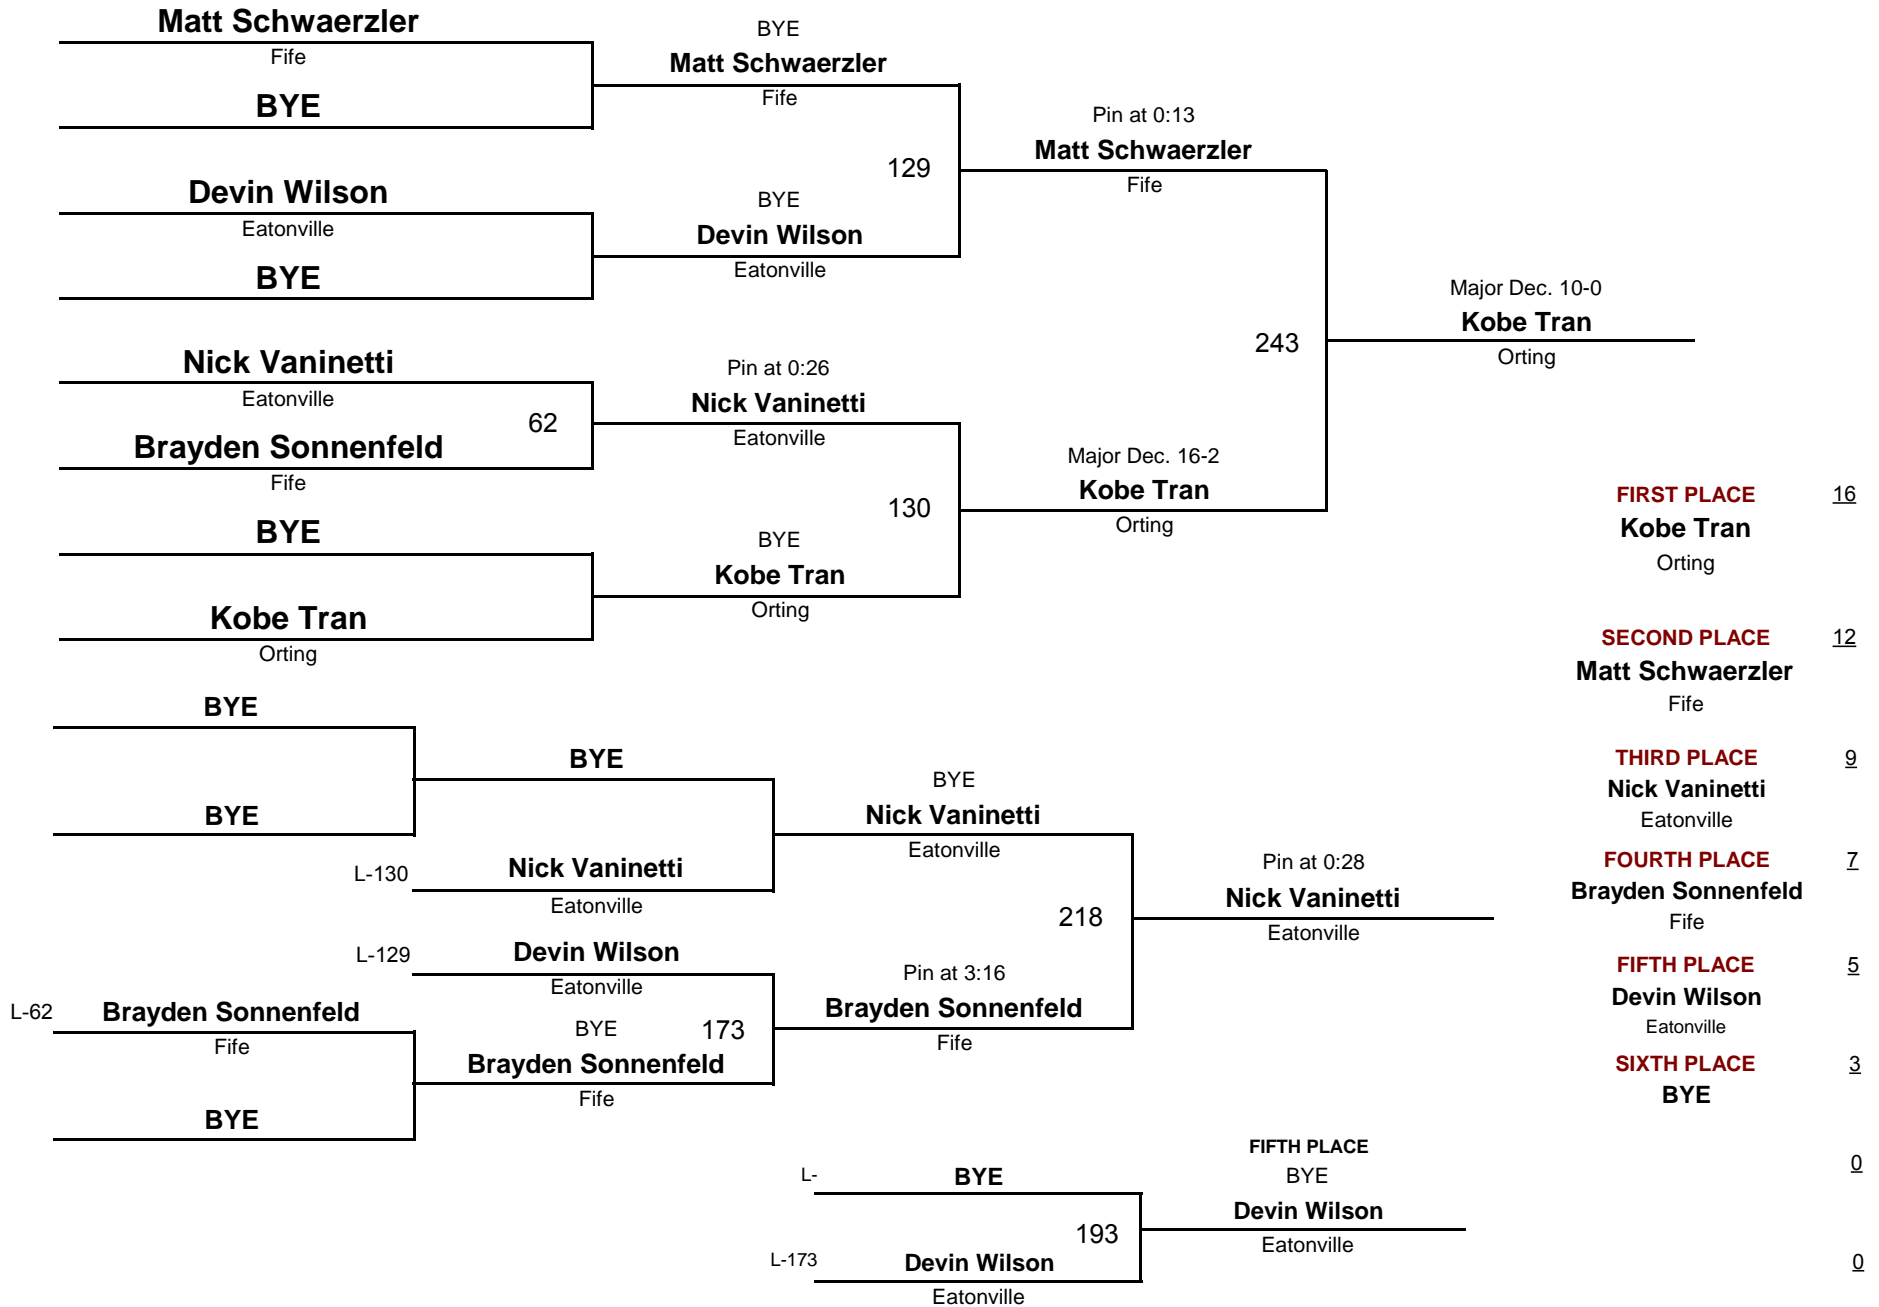 Matt Schwaerzler
Fife
BYE
Devin Wilson
Eatonville
BYE
Nick Vaninetti
Eatonville
62
Brayden Sonnenfeld
Fife
BYE
Kobe Tran
Orting
BYE
Matt Schwaerzler
Fife
129
BYE
Devin Wilson
Eatonville
Pin at 0:26
Nick Vaninetti
Eatonville
130
BYE
Kobe Tran
Orting
Pin at 0:13
Matt Schwaerzler
Fife
243
Major Dec. 16-2
Kobe Tran
Orting
Major Dec. 10-0
Kobe Tran
Orting
BYE
BYE
L-62
Brayden Sonnenfeld
Fife
BYE
BYE
L-130
Nick Vaninetti
Eatonville
L-129
Devin Wilson
Eatonville
BYE
173
Brayden Sonnenfeld
Fife
BYE
Nick Vaninetti
Eatonville
218
Pin at 3:16
Brayden Sonnenfeld
Fife
Pin at 0:28
Nick Vaninetti
Eatonville
L-
BYE
193
L-173
Devin Wilson
Eatonville
FIFTH PLACE
BYE
Devin Wilson
Eatonville
FIRST PLACE 16
Kobe Tran
Orting
SECOND PLACE 12
Matt Schwaerzler
Fife
THIRD PLACE 9
Nick Vaninetti
Eatonville
FOURTH PLACE 7
Brayden Sonnenfeld
Fife
FIFTH PLACE 5
Devin Wilson
Eatonville
SIXTH PLACE 3
BYE
0
0